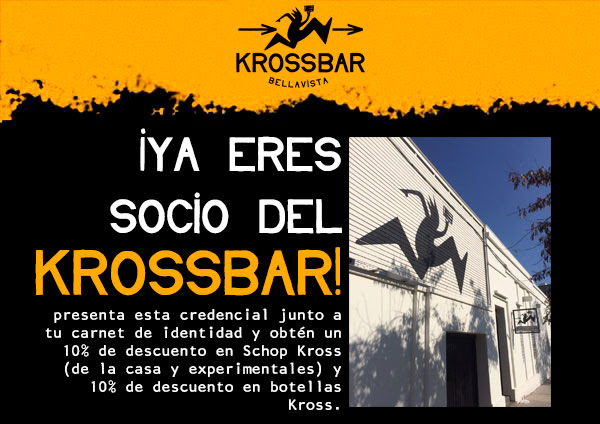 KROSSBAR
BELLAVISTA
¡YA ERES
SOCIO DEL
KROSSBAR!
presenta esta credencial junto a
tu carnet de identidad y obtén un
10% de descuento en Schop Kross
(de la casa y experimentales) y
10% de descuento en botellas
Kross.